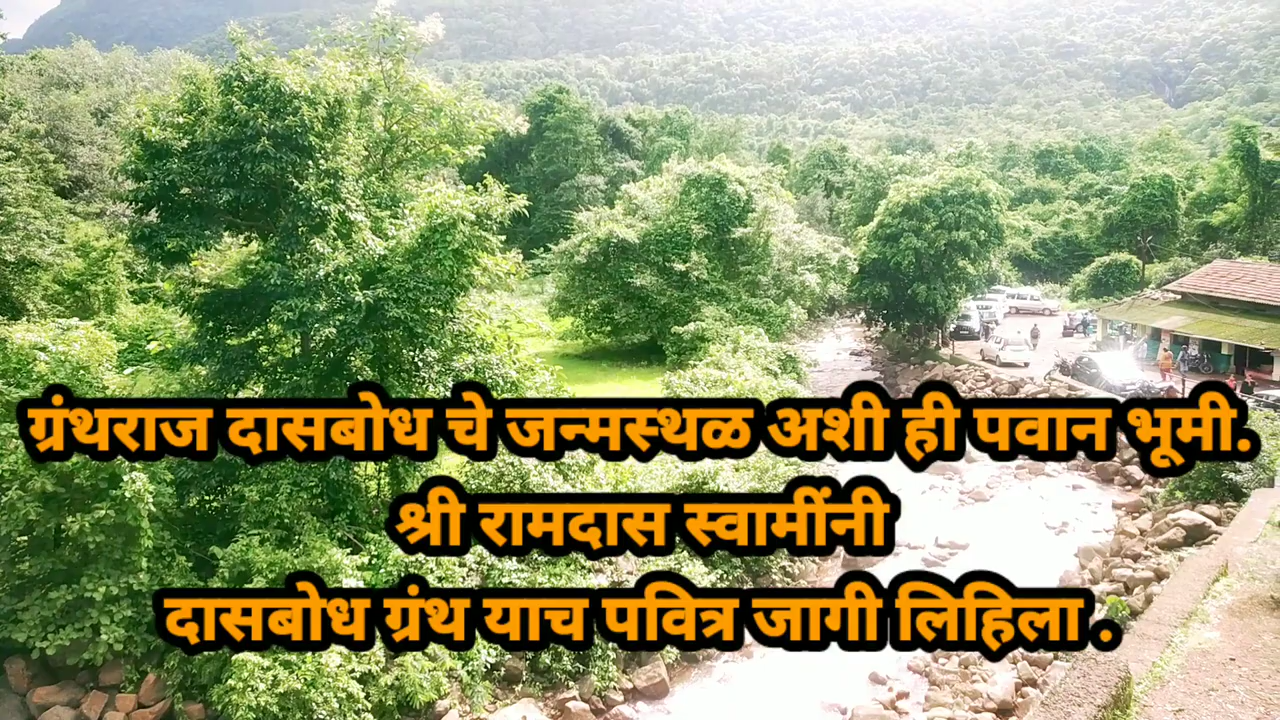 ग्रंथराज दासबोध चे जन्मस्थळ अशी ही पवान भूमी.
श्री रामदास स्वामींनी
दासबोध ग्रंथ याच पवित्र जागी लिहिला .